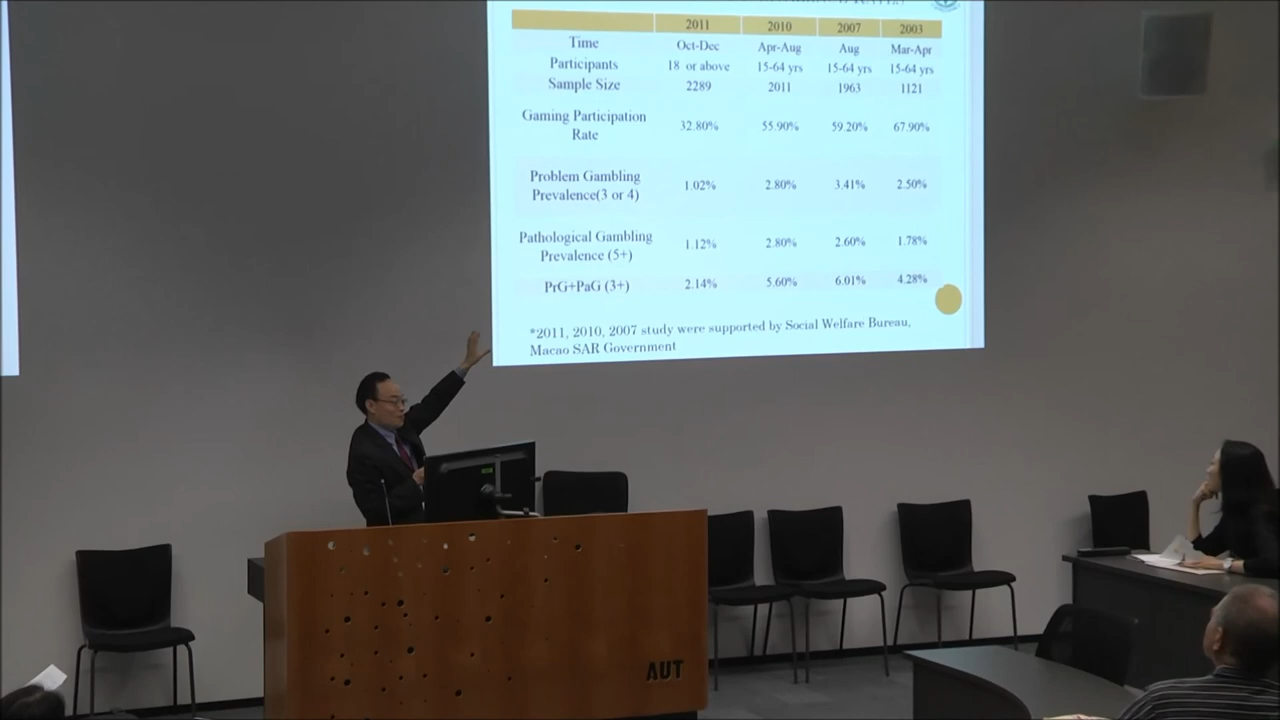 2011 2010 2007 2003
Time Oct-Dec Apr-Aug Aug Mar-Apr
Participants 18 or above 15-64 yrs 15-64 yrs 15-64 yrs
Sample Size 2289 2011 1963 1121
Gaming Participation
Rate 32.80% 55.90% 59.20% 67.90%
Problem Gambling
Prevalence(3 or 4) 1.02% 2.80% 3.41% 2.50%
Pathological Gambling
Prevalence (5+) 1.12% 2.80% 2.60% 1.78%
PrG+PaG (3+) 2.14% 5.60% 6.01% 4.28%
*2011, 2010, 2007 study were supported by Social Welfare Bureau,
Macao SAR Government
AUT